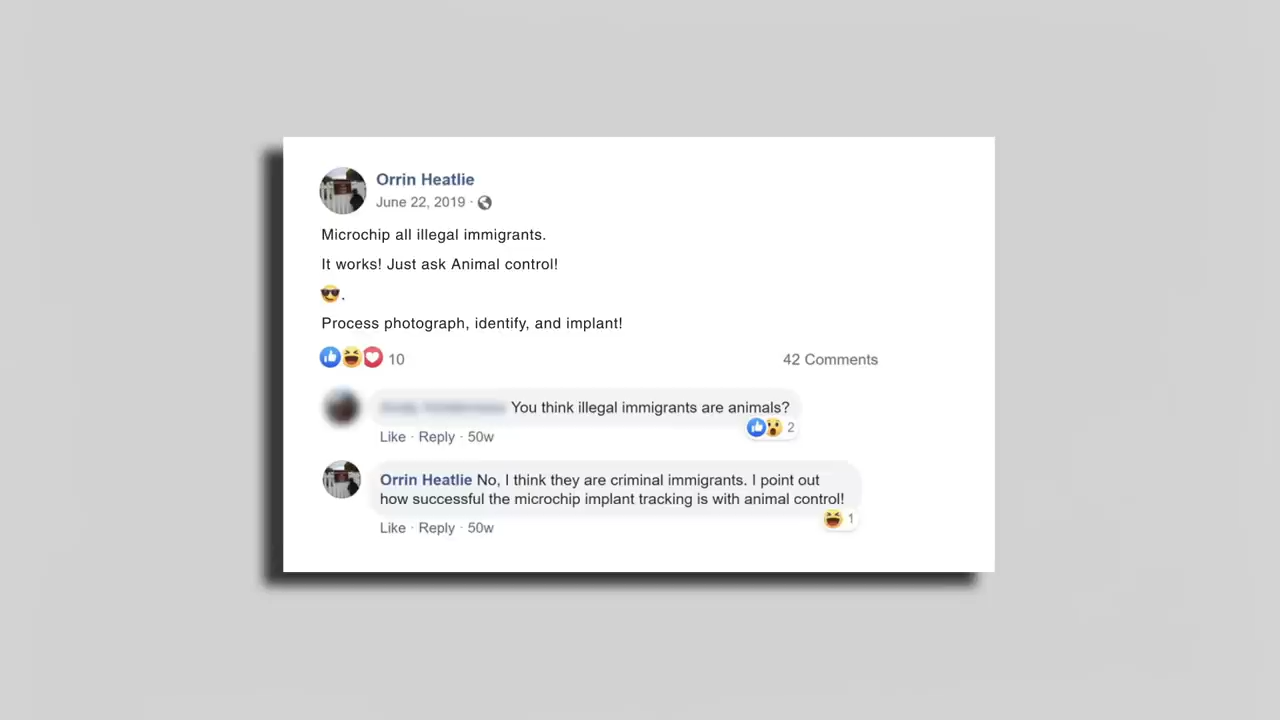 Orrin Heatlie
June 22, 2019 ·
Microchip all illegal immigrants.
It works! Just ask Animal control!
😎.
Process photograph, identify, and implant!
10
42 Comments
You think illegal immigrants are animals?
2
Like · Reply · 50w
Orrin Heatlie No, I think they are criminal immigrants. I point out
how successful the microchip implant tracking is with animal control!
1
Like · Reply · 50w